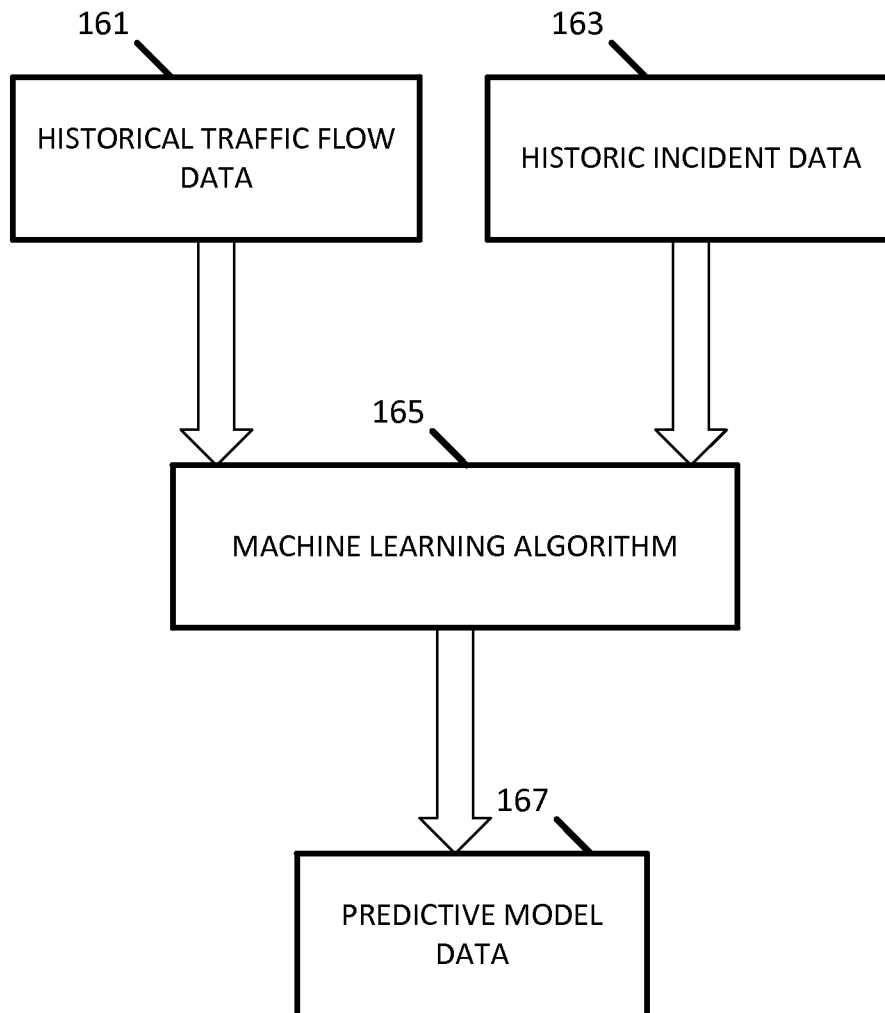 161
163
HISTORICAL TRAFFIC FLOW
DATA
HISTORIC INCIDENT DATA
165
MACHINE LEARNING ALGORITHM
167
PREDICTIVE MODEL
DATA